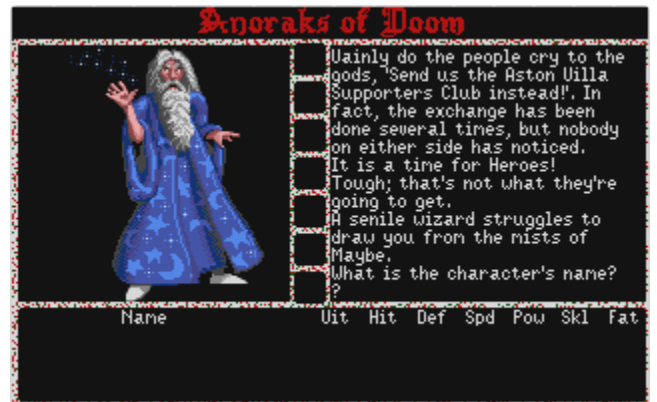 Anoraks of Doom
Vainly do the people cry to the
gods, 'Send us the Aston Villa
Supporters Club instead!'. In
fact, the exchange has been
done several times, but nobody
on either side has noticed.
It is a time for Heroes!
Tough; that's not what they're
going to get.
A senile wizard struggles to
draw you from the mists of
Maybe.
What is the character's name?
?
Name Vit Hit Def Spd Pow Skl Fat